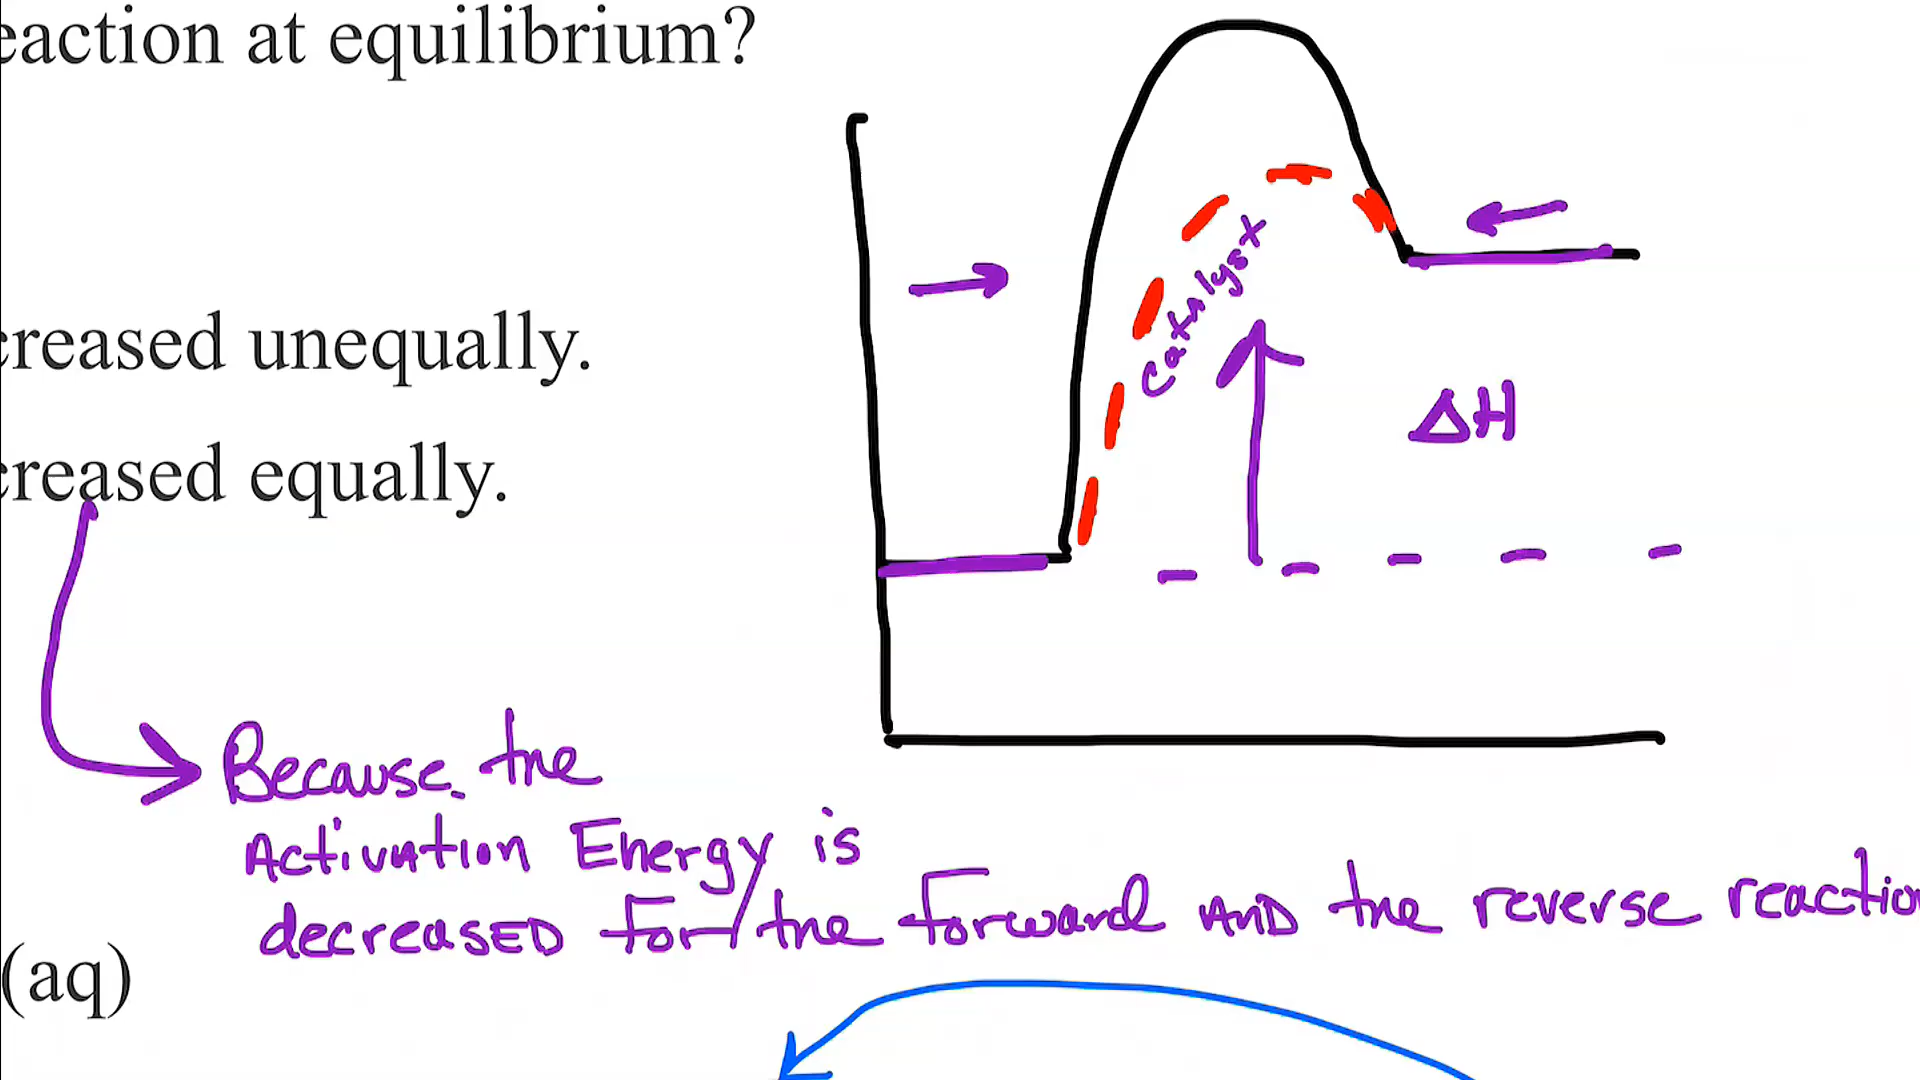 eaction at equilibrium?
creased unequally.
creased equally.
Catalyst
ΔH
Because the
Activation Energy is
decreased for the forward AND the reverse reaction
(aq)